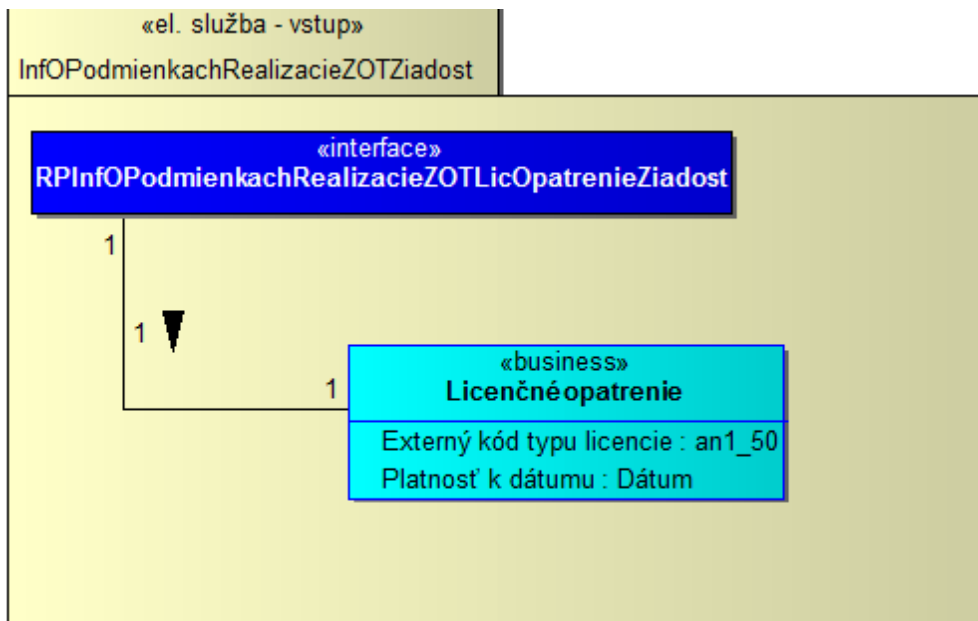 «el. služba - vstup»
InfOPodmienkachRealizacieZOTZiadost
«interface»
RPInfOPodmienkachRealizacieZOTLicOpatrenieZiadost
1
1
1
«business»
Licenčné opatrenie
Externý kód typu licencie : an1_50
Platnosť k dátumu : Dátum